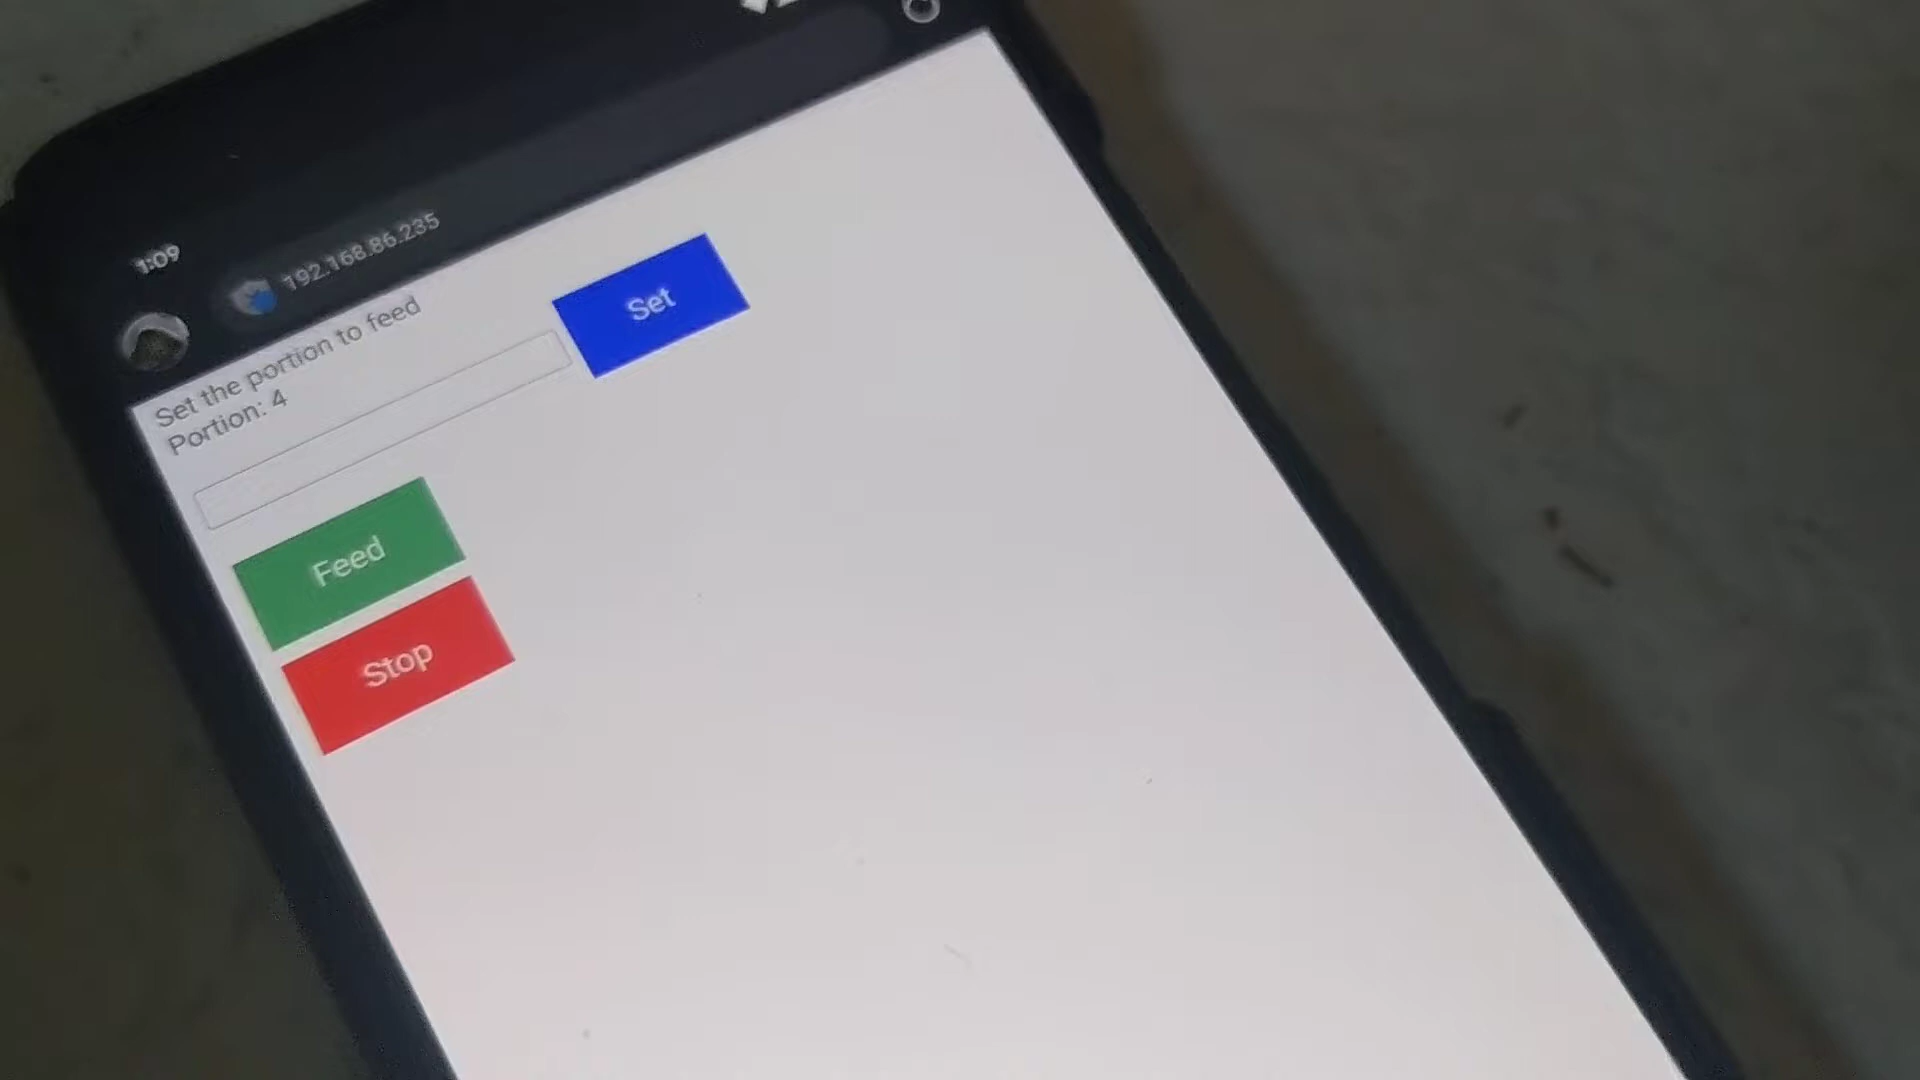 1:09
192.168.86.235
Set the portion to feed
Portion: 4
Set
Feed
Stop